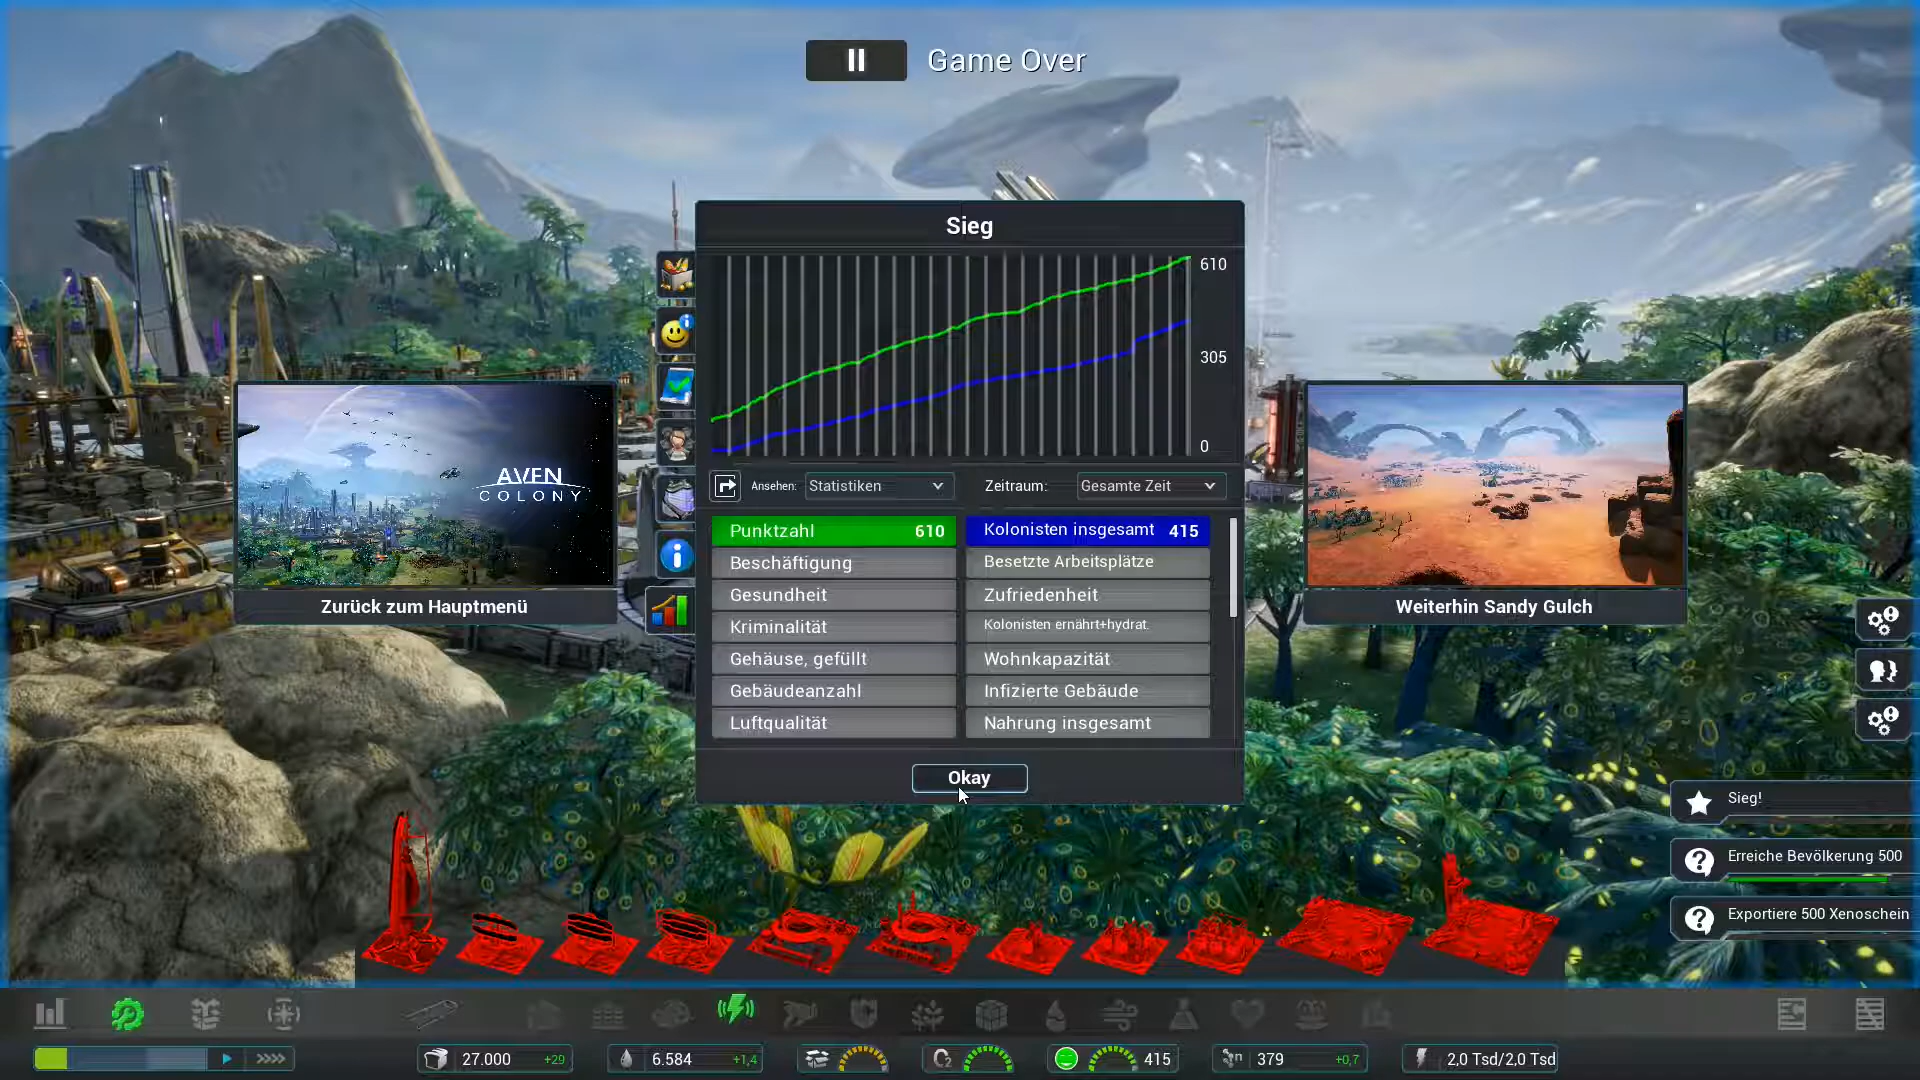 Game Over
Sieg
610
305
0
Ansehen: Statistiken
Zeitraum: Gesamte Zeit
Punktzahl 610
Kolonisten insgesamt 415
Beschäftigung
Besetzte Arbeitsplätze
Gesundheit
Zufriedenheit
Kriminalität
Kolonisten ernährt+hydrat.
Gehäuse, gefüllt
Wohnkapazität
Gebäudeanzahl
Infizierte Gebäude
Luftqualität
Nahrung insgesamt
Okay
AVEN
COLONY
Zurück zum Hauptmenü
Weiterhin Sandy Gulch
Sieg!
Erreiche Bevölkerung 500
Exportiere 500 Xenoschein
27.000 +29
6.584 +1,4
O2
415
n 379 +0,7
2,0 Tsd/2,0 Tsd